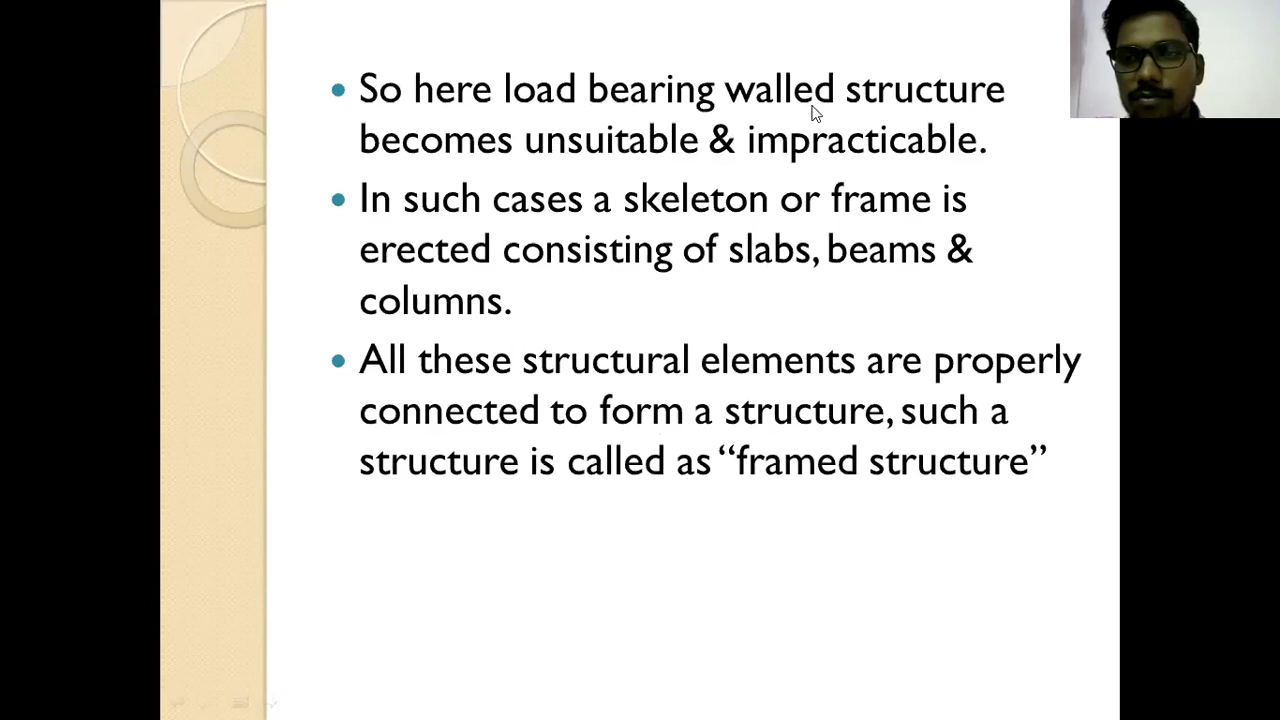 So here load bearing walled structure
becomes unsuitable & impracticable.
In such cases a skeleton or frame is
erected consisting of slabs, beams &
columns.
All these structural elements are properly
connected to form a structure, such a
structure is called as “framed structure”